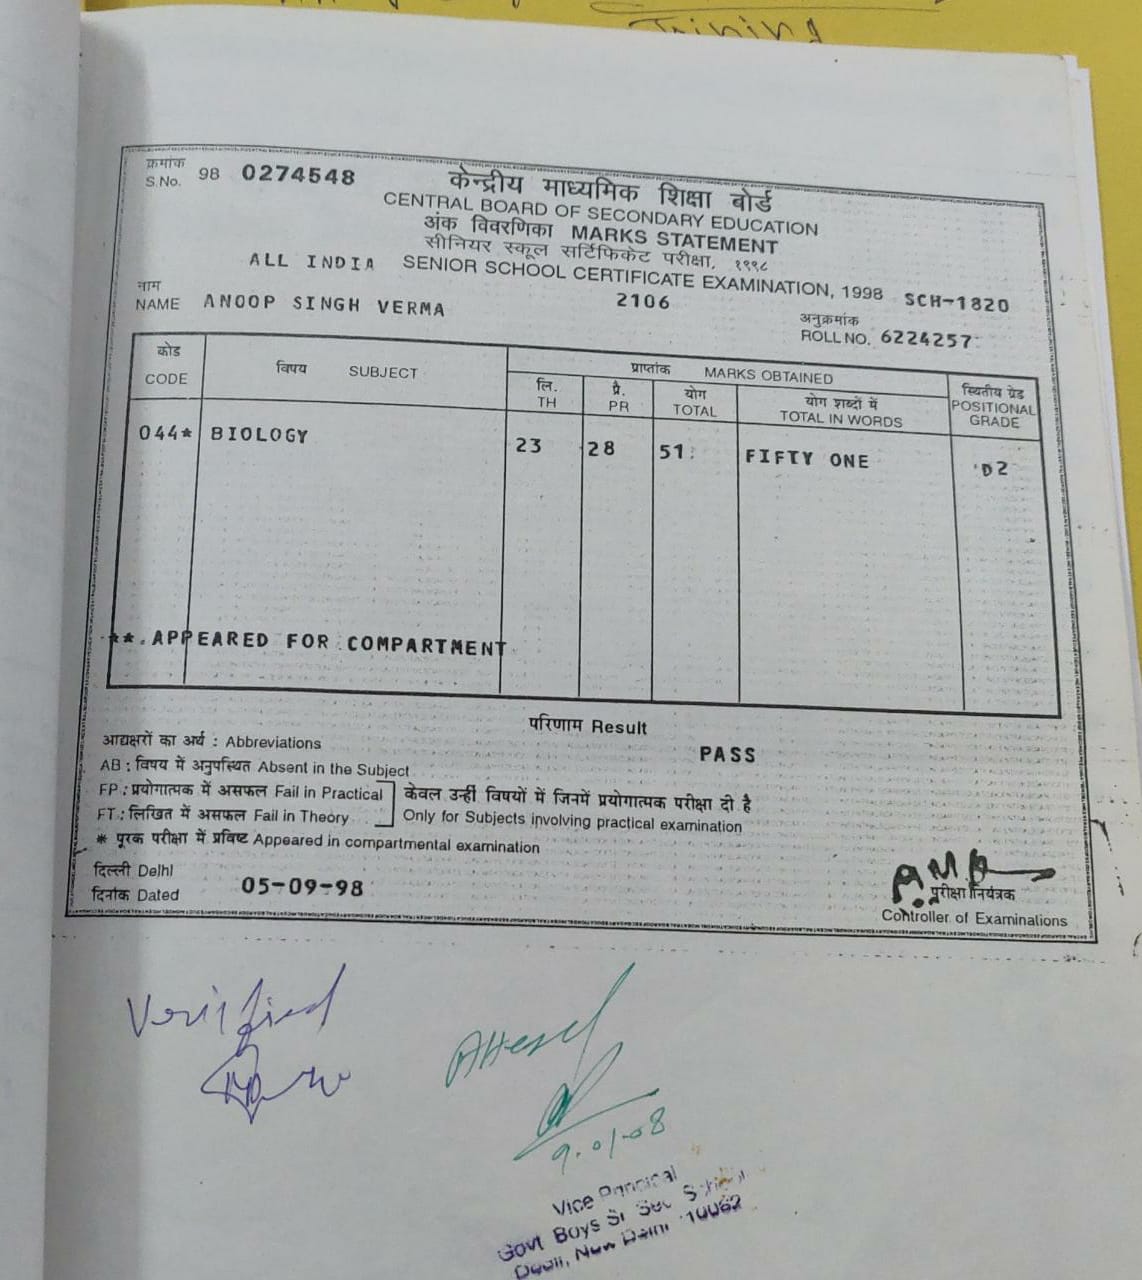 Trining
क्रमांक
S.No. 98 0274548
केन्द्रीय माध्यमिक शिक्षा बोर्ड
CENTRAL BOARD OF SECONDARY EDUCATION
अंक विवरणिका MARKS STATEMENT
सीनियर स्कूल सर्टिफिकेट परीक्षा, १९९८
ALL INDIA SENIOR SCHOOL CERTIFICATE EXAMINATION, 1998 SCH-1820
नाम
NAME ANOOP SINGH VERMA 2106
अनुक्रमांक
ROLL NO. 6224257
कोड विषय SUBJECT प्राप्तांक MARKS OBTAINED
CODE लि. प्रै. योग योग शब्दों में स्थितीय ग्रेड
TH PR TOTAL TOTAL IN WORDS POSITIONAL
GRADE
044* BIOLOGY 23 28 51 FIFTY ONE D2
**.APPEARED FOR COMPARTMENT
परिणाम Result
PASS
आद्यक्षरों का अर्थ : Abbreviations
AB : विषय में अनुपस्थित Absent in the Subject
FP : प्रयोगात्मक में असफल Fail in Practical केवल उन्हीं विषयों में जिनमें प्रयोगात्मक परीक्षा दी है
FT : लिखित में असफल Fail in Theory Only for Subjects involving practical examination
* पूरक परीक्षा में प्रविष्ट Appeared in compartmental examination
दिल्ली Delhi
दिनांक Dated 05-09-98
परीक्षा नियंत्रक
Controller of Examinations
Verified
Attesd
9.01.08
Vice Principal
Govt Boys Sr Sec School
Deoli, New Delhi 10062